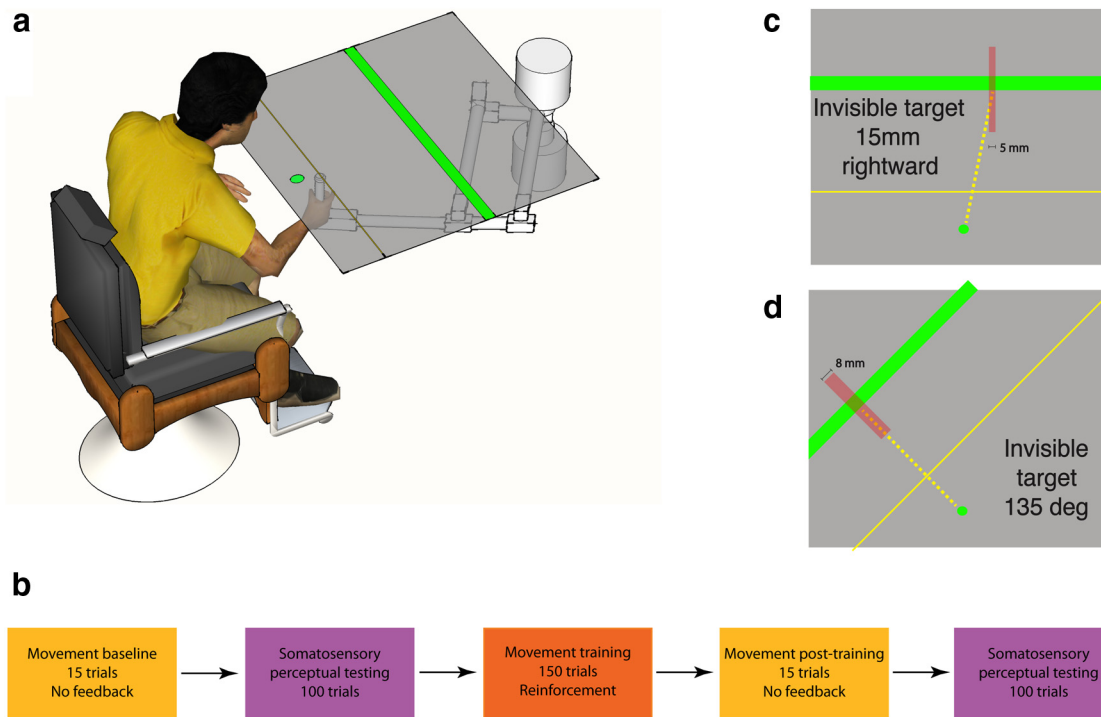 a
c
Invisible target
15mm
rightward
5 mm
d
8 mm
Invisible
target
135 deg
b
Movement baseline
15 trials
No feedback
Somatosensory
perceptual testing
100 trials
Movement training
150 trials
Reinforcement
Movement post-training
15 trials
No feedback
Somatosensory
perceptual testing
100 trials